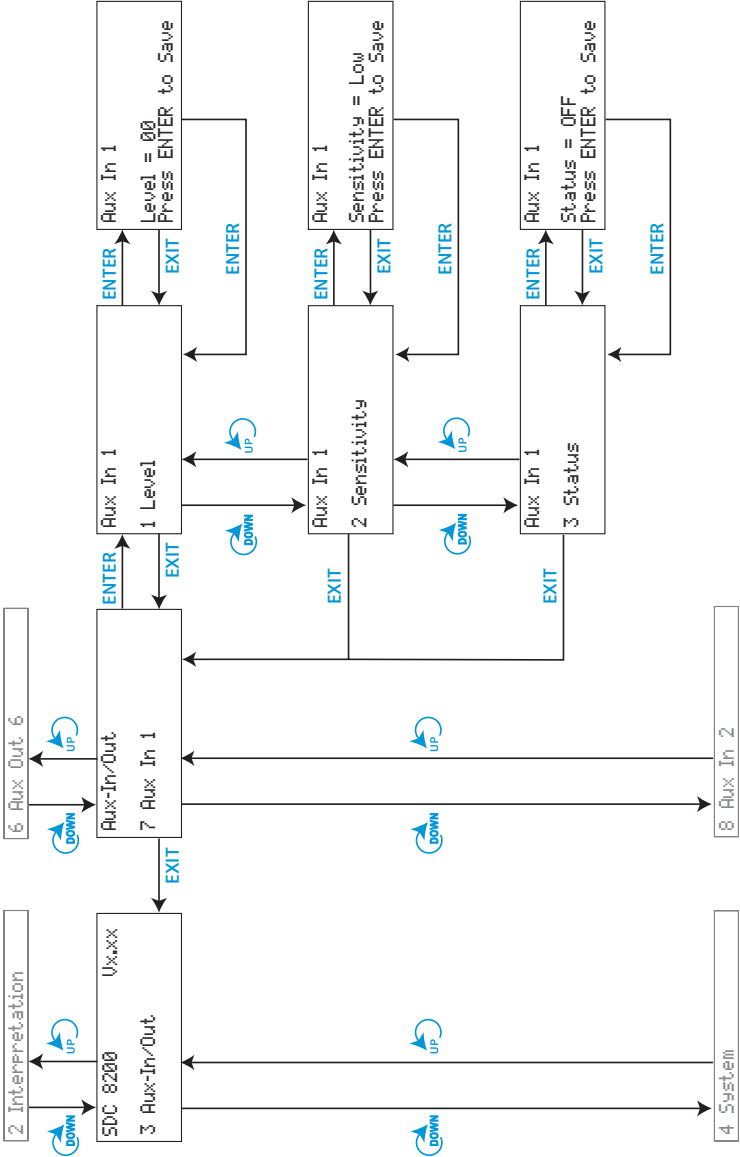 2 Interpretation
DOWN
UP
SDC 8200 Vx.xx
3 Aux-In/Out
DOWN
UP
4 System
EXIT
6 Aux Out 6
DOWN
UP
Aux-In/Out
7 Aux In 1
DOWN
UP
8 Aux In 2
ENTER
EXIT
EXIT
EXIT
Aux In 1
1 Level
DOWN
UP
Aux In 1
2 Sensitivity
DOWN
UP
Aux In 1
3 Status
ENTER
EXIT
ENTER
ENTER
EXIT
ENTER
ENTER
EXIT
ENTER
Aux In 1
Level = 00
Press ENTER to Save
Aux In 1
Sensitivity = Low
Press ENTER to Save
Aux In 1
Status = OFF
Press ENTER to Save